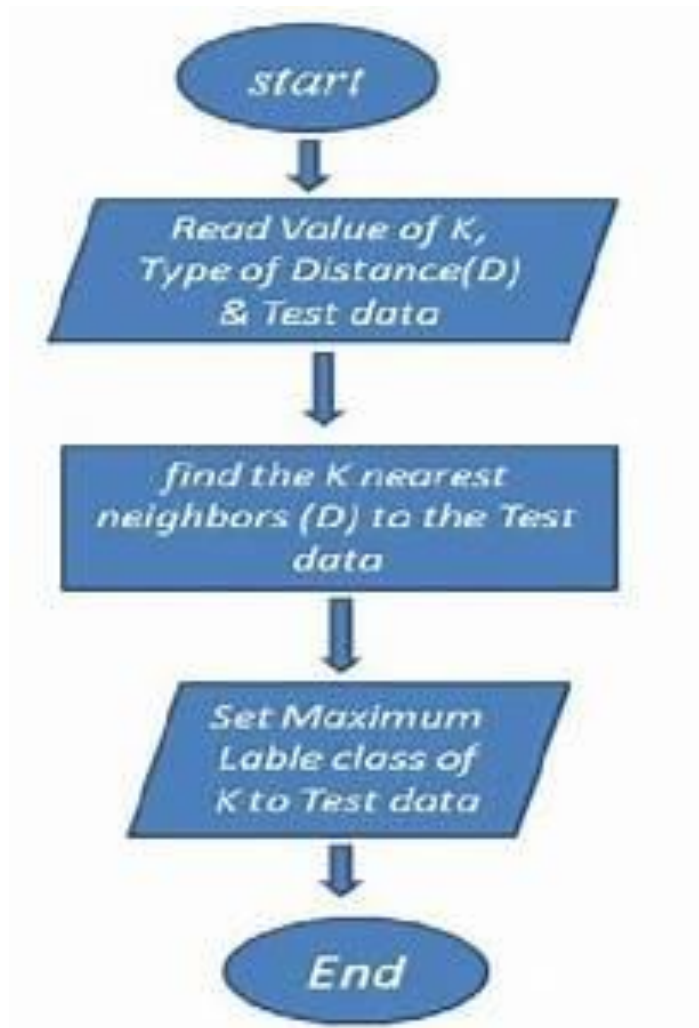 start
Read Value of K,
Type of Distance(D)
& Test data
find the K nearest
neighbors (D) to the Test
data
Set Maximum
Lable class of
K to Test data
End